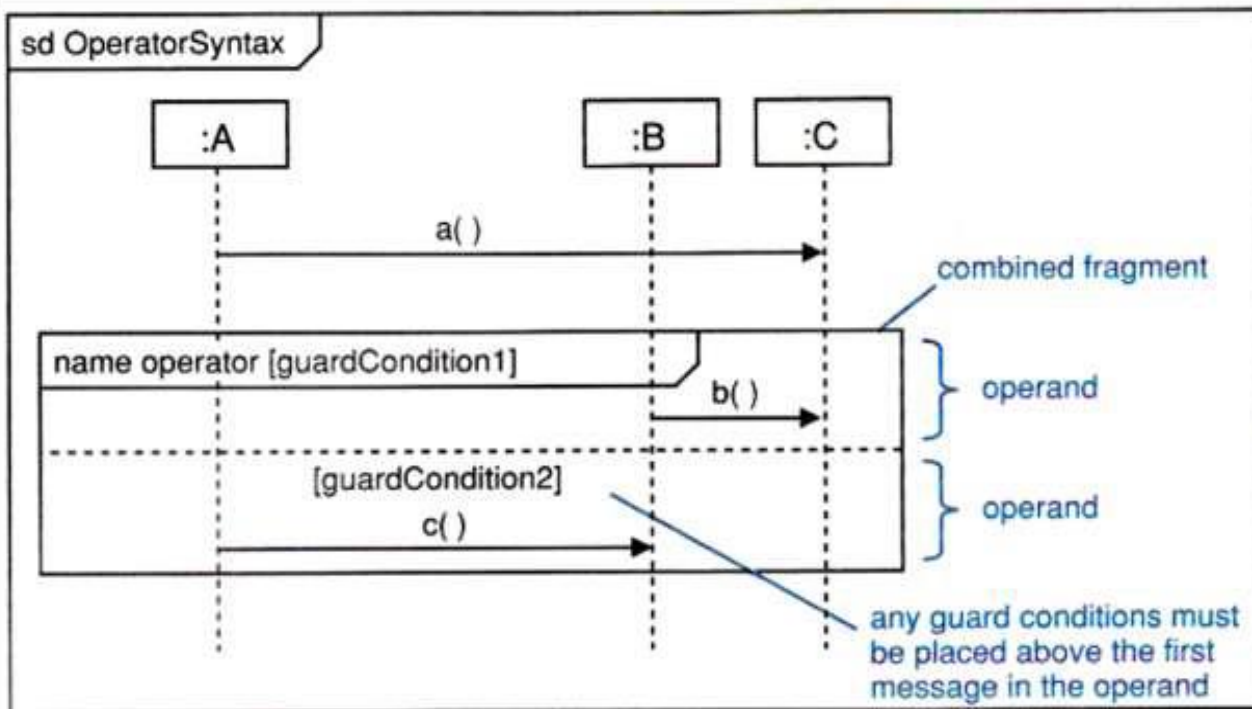 sd OperatorSyntax
:A
:B
:C
a( )
combined fragment
name operator [guardCondition1]
b( )
operand
[guardCondition2]
c( )
operand
any guard conditions must
be placed above the first
message in the operand